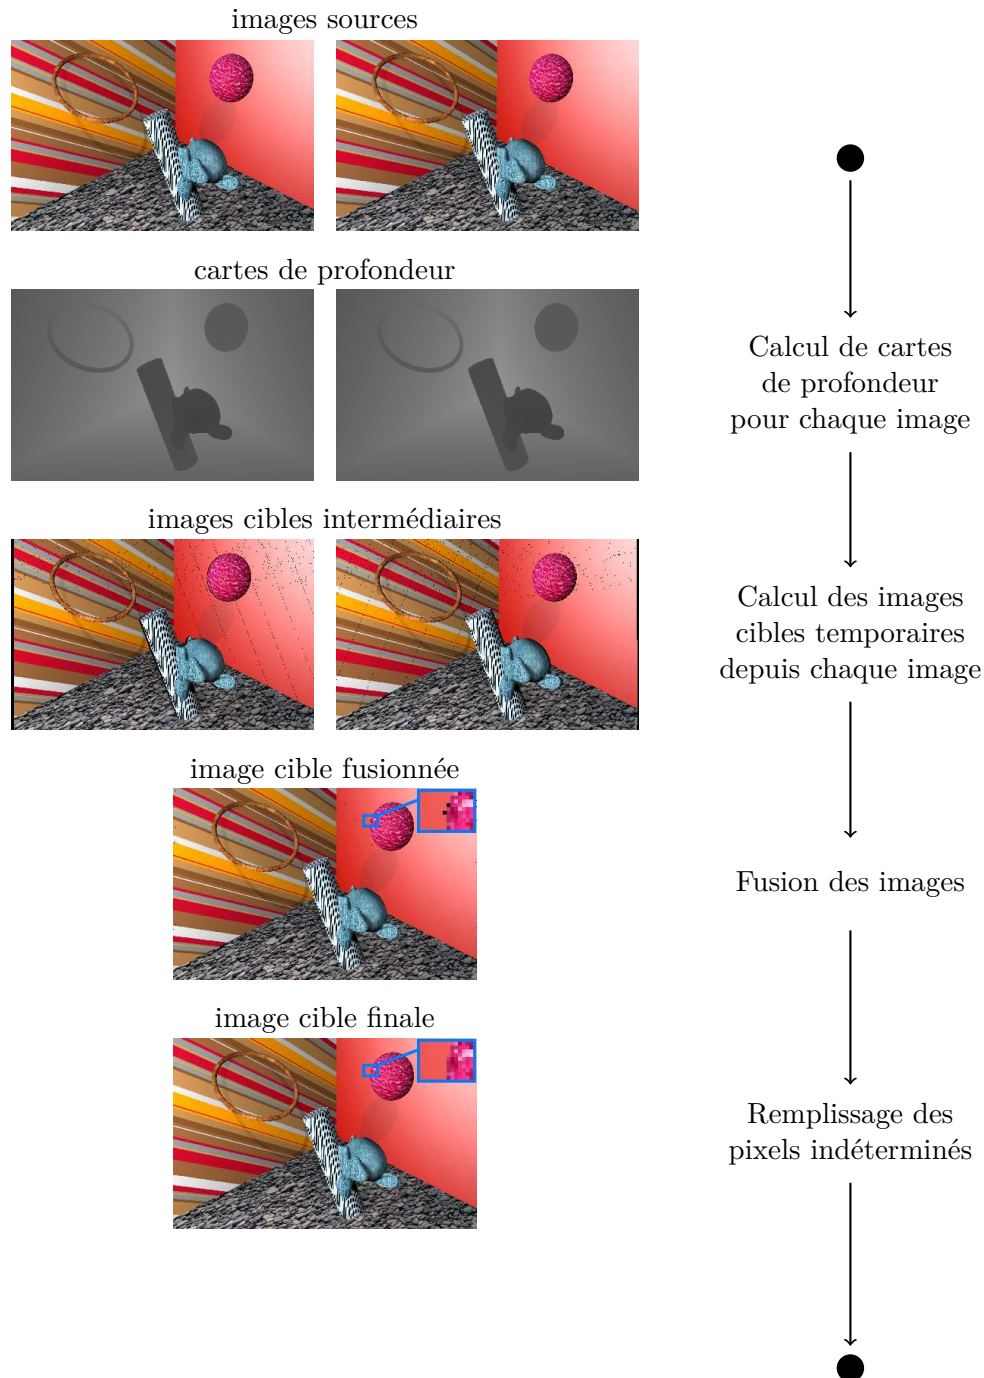 images sources
cartes de profondeur
images cibles intermédiaires
image cible fusionnée
image cible finale
Calcul de cartes
de profondeur
pour chaque image
Calcul des images
cibles temporaires
depuis chaque image
Fusion des images
Remplissage des
pixels indéterminés